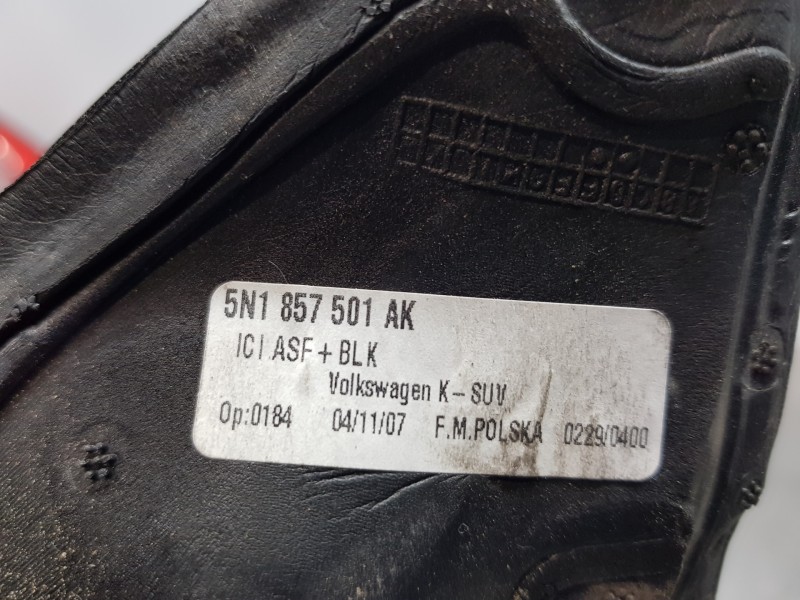 5N1 857 501 AK
ICI ASF + BLK
Volkswagen K-SUV
Op:0184 04/11/07 F.M.POLSKA 0229/0400